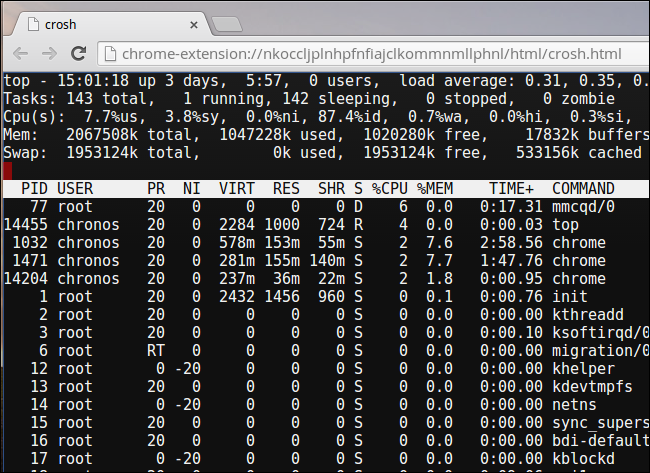 crosh
chrome-extension://nkoccljplnhpfnfiajclkommnmllphnl/html/crosh.html
top - 15:01:18 up 3 days,  5:57,  0 users,  load average: 0.31, 0.35, 0.
Tasks: 143 total,   1 running, 142 sleeping,   0 stopped,   0 zombie
Cpu(s):  7.7%us,  3.8%sy,  0.0%ni, 87.4%id,  0.7%wa,  0.0%hi,  0.3%si,
Mem:   2067508k total,  1047228k used,  1020280k free,    17832k buffers
Swap:  1953124k total,        0k used,  1953124k free,   533156k cached
PID USER      PR  NI  VIRT  RES  SHR S %CPU %MEM    TIME+  COMMAND
77 root      20   0     0    0    0 D    6  0.0   0:17.31 mmcqd/0
14455 chronos   20   0  2284 1000  724 R    4  0.0   0:00.03 top
1032 chronos   20   0  578m 153m  55m S    2  7.6   2:58.56 chrome
1471 chronos   20   0  281m 155m 140m S    2  7.7   1:47.76 chrome
14204 chronos   20   0  237m  36m  22m S    2  1.8   0:00.95 chrome
1 root      20   0  2432 1456  960 S    0  0.1   0:00.76 init
2 root      20   0     0    0    0 S    0  0.0   0:00.00 kthreadd
3 root      20   0     0    0    0 S    0  0.0   0:00.10 ksoftirqd/0
6 root      RT   0     0    0    0 S    0  0.0   0:00.00 migration/0
12 root       0 -20     0    0    0 S    0  0.0   0:00.00 khelper
13 root      20   0     0    0    0 S    0  0.0   0:00.00 kdevtmpfs
14 root       0 -20     0    0    0 S    0  0.0   0:00.00 netns
15 root      20   0     0    0    0 S    0  0.0   0:00.00 sync_supers
16 root      20   0     0    0    0 S    0  0.0   0:00.00 bdi-default
17 root       0 -20     0    0    0 S    0  0.0   0:00.00 kblockd